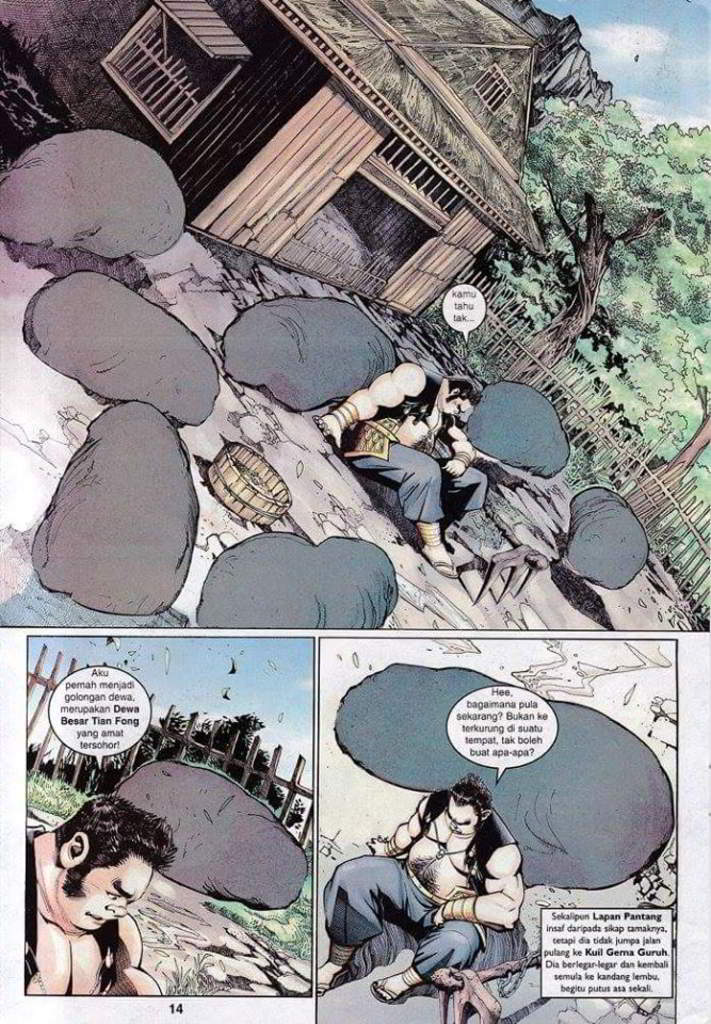 kamu
tahu
tak...
Aku
pernah menjadi
golongan dewa,
merupakan Dewa
Besar Tian Fong
yang amat
tersohor!
Hee,
bagaimana pula
sekarang? Bukan ke
terkurung di suatu
tempat, tak boleh
buat apa-apa?
Sekalipun Lapan Pantang
insaf daripada sikap tamaknya,
tetapi dia tidak jumpa jalan
pulang ke Kuil Gema Guruh.
Dia berlegar-legar dan kembali
semula ke kandang lembu,
begitu putus asa sekali.
14